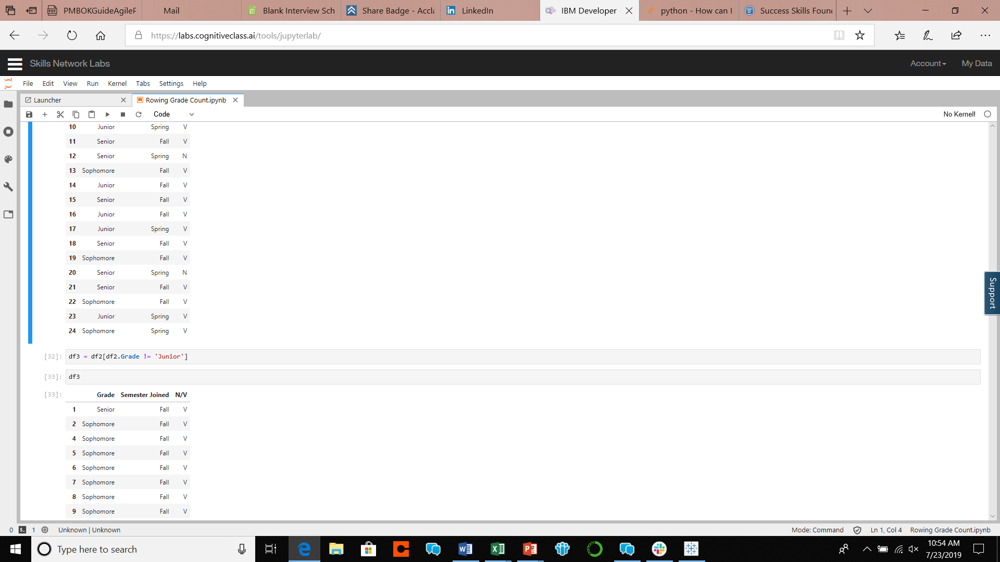 PMBOKGuideAgileF
Mail
Blank Interview Sch
Share Badge - Accla
LinkedIn
IBM Developer
python - How can I
Success Skills Foun
https://labs.cognitiveclass.ai/tools/jupyterlab/
Skills Network Labs
Account
My Data
File Edit View Run Kernel Tabs Settings Help
Launcher
Rowing Grade Count.ipynb
Code
No Kernel!
10 Junior Spring V
11 Senior Fall V
12 Senior Spring N
13 Sophomore Fall V
14 Junior Fall V
15 Senior Fall V
16 Junior Fall V
17 Junior Spring V
18 Senior Fall V
19 Sophomore Fall V
20 Senior Spring N
21 Senior Fall V
22 Sophomore Fall V
23 Junior Spring V
24 Sophomore Spring V
Support
[32]: df3 = df2[df2.Grade != 'Junior']
[33]: df3
[33]: Grade Semester Joined N/V
1 Senior Fall V
2 Sophomore Fall V
4 Sophomore Fall V
5 Sophomore Fall V
6 Sophomore Fall V
7 Sophomore Fall V
8 Sophomore Fall V
9 Sophomore Fall V
0 1 Unknown | Unknown
Mode: Command Ln 1, Col 4 Rowing Grade Count.ipynb
Type here to search
10:54 AM
7/23/2019